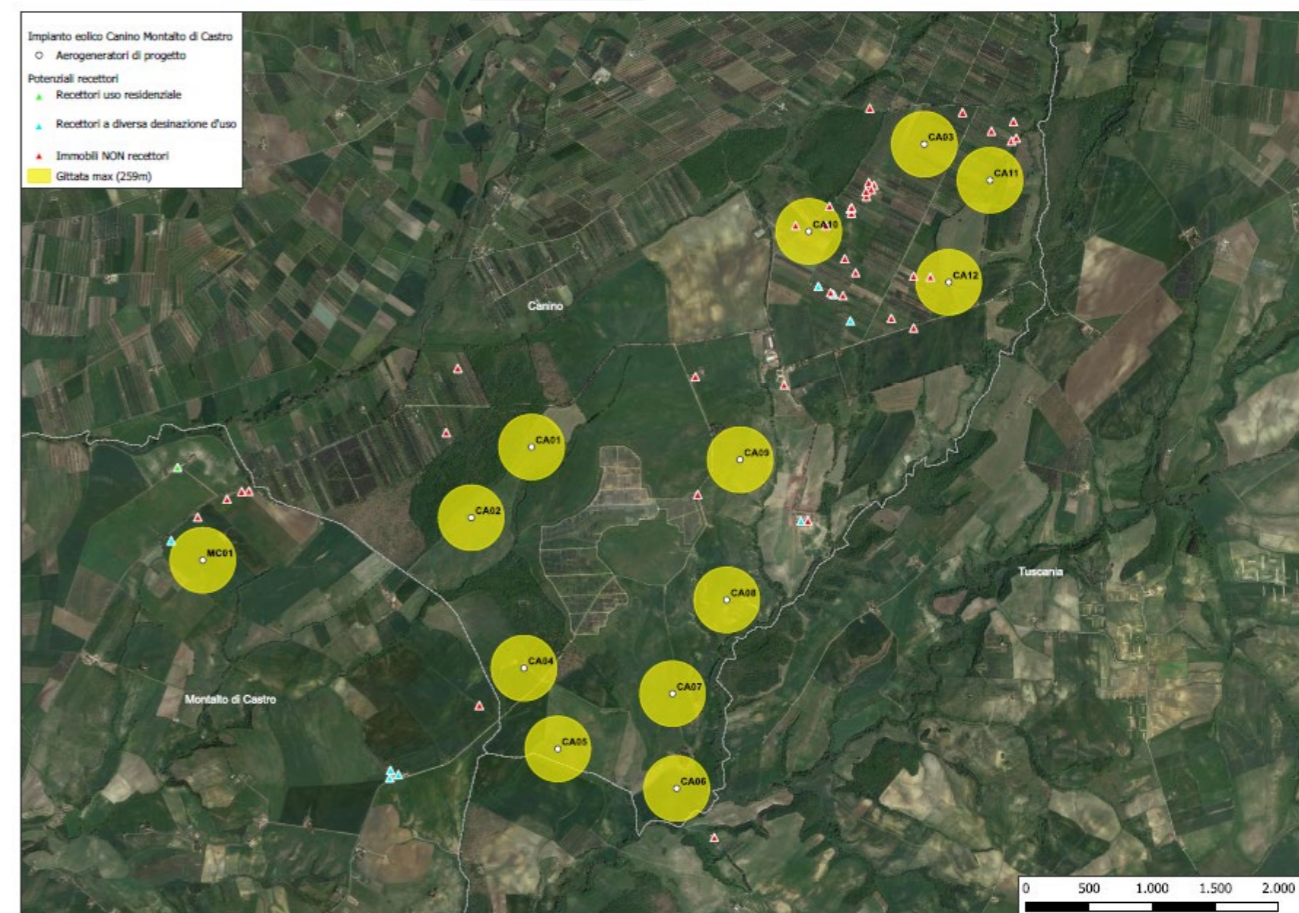 Impianto eolico Canino Montalto di Castro
Aerogeneratori di progetto
Potenziali recettori
Recettori uso residenziale
Recettori a diversa desinazione d'uso
Immobili NON recettori
Gittata max (259m)
CA03
CA11
CA10
CA12
Canino
CA01
CA09
CA02
MC01
Tuscania
CA08
CA04
CA07
Montalto di Castro
CA05
CA06
0 500 1.000 1.500 2.000